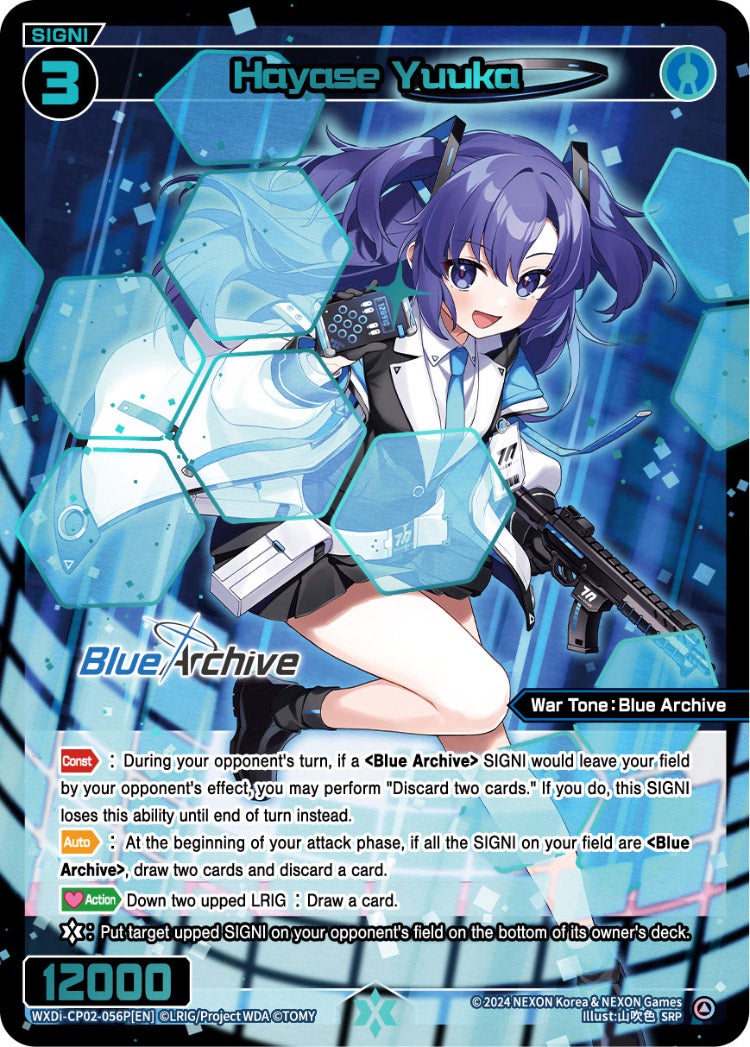 SIGNI
3
Hayase Yuuka
12890
Blue Archive
War Tone:Blue Archive
Const : During your opponent's turn, if a <Blue Archive> SIGNI would leave your field
by your opponent's effect, you may perform "Discard two cards." If you do, this SIGNI
loses this ability until end of turn instead.
Auto : At the beginning of your attack phase, if all the SIGNI on your field are <Blue
Archive>, draw two cards and discard a card.
Action Down two upped LRIG : Draw a card.
: Put target upped SIGNI on your opponent's field on the bottom of its owner's deck.
12000
© 2024 NEXON Korea & NEXON Games
WXDi-CP02-056P[EN] ©LRIG/Project WDA ©TOMY
Illust:山吹色 SRP